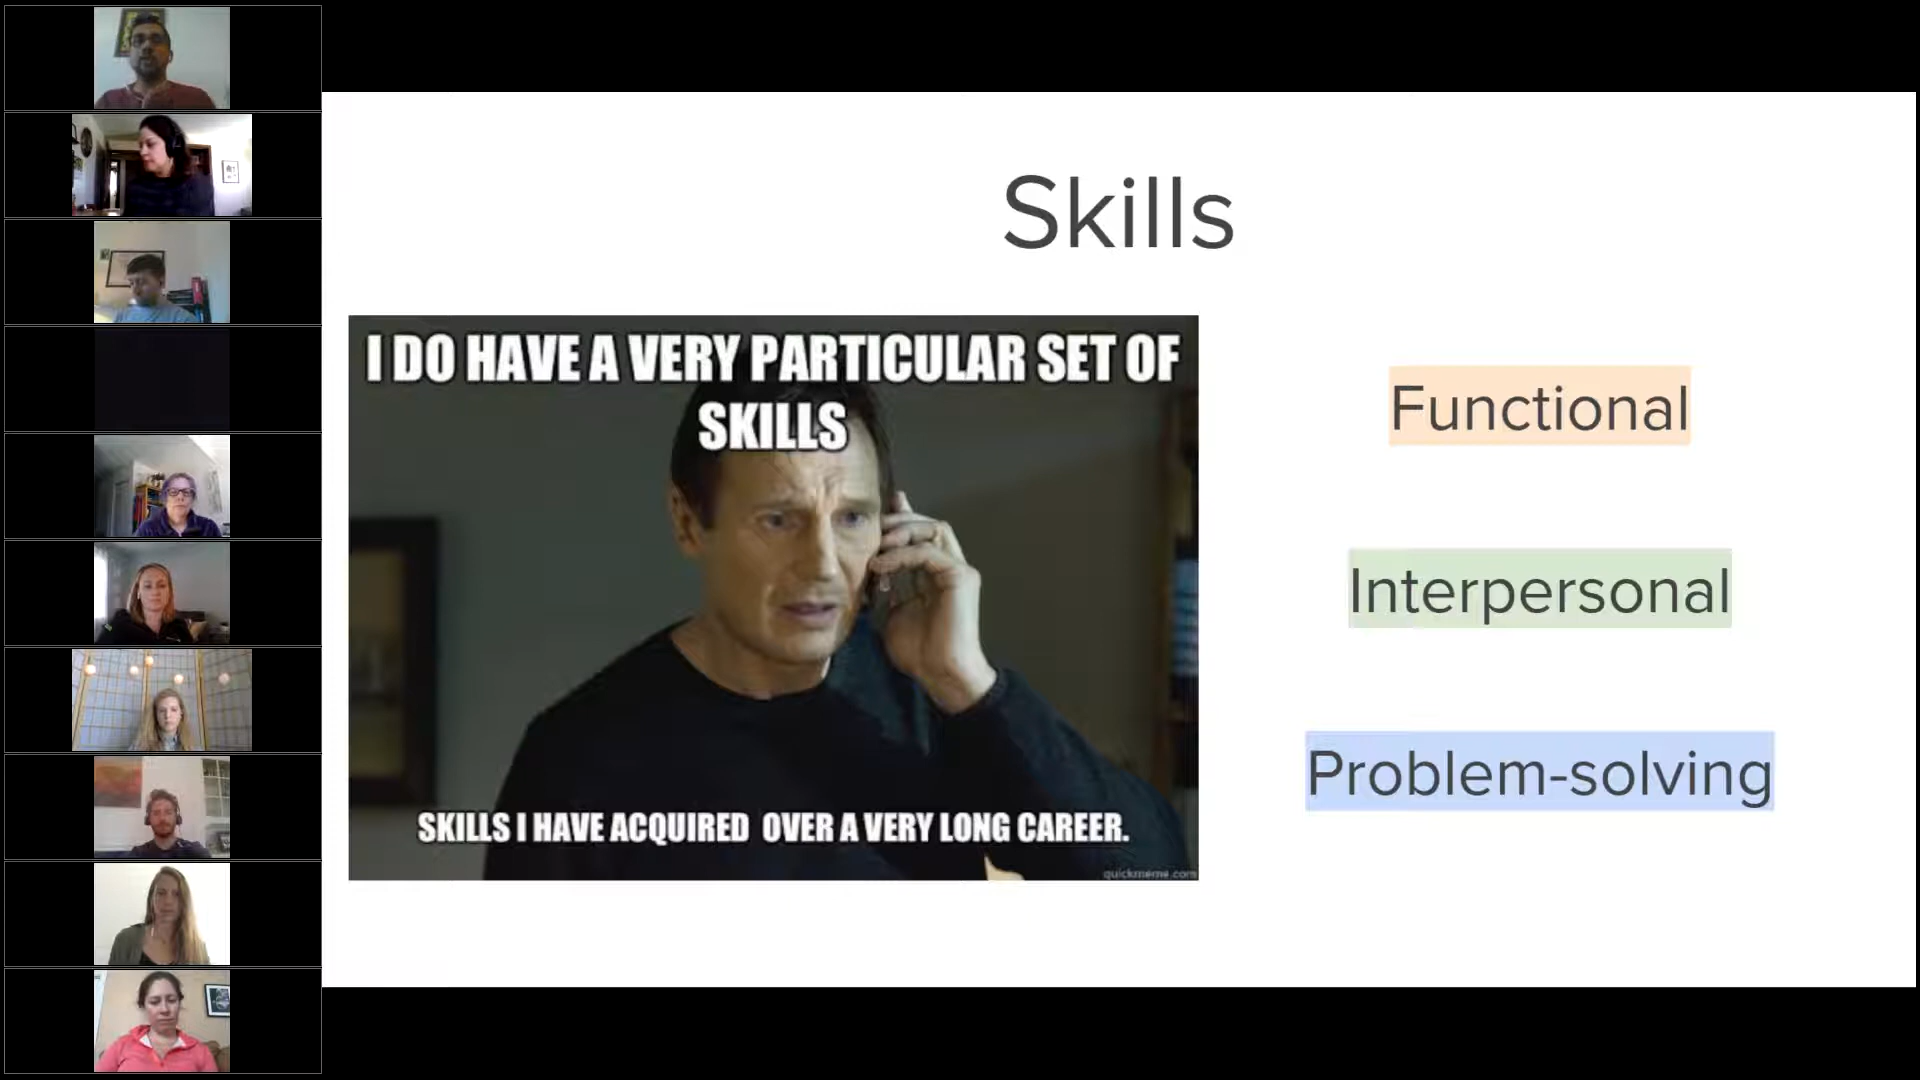 Skills
I DO HAVE A VERY PARTICULAR SET OF
SKILLS
SKILLS I HAVE ACQUIRED OVER A VERY LONG CAREER.
quickmeme.com
Functional
Interpersonal
Problem-solving